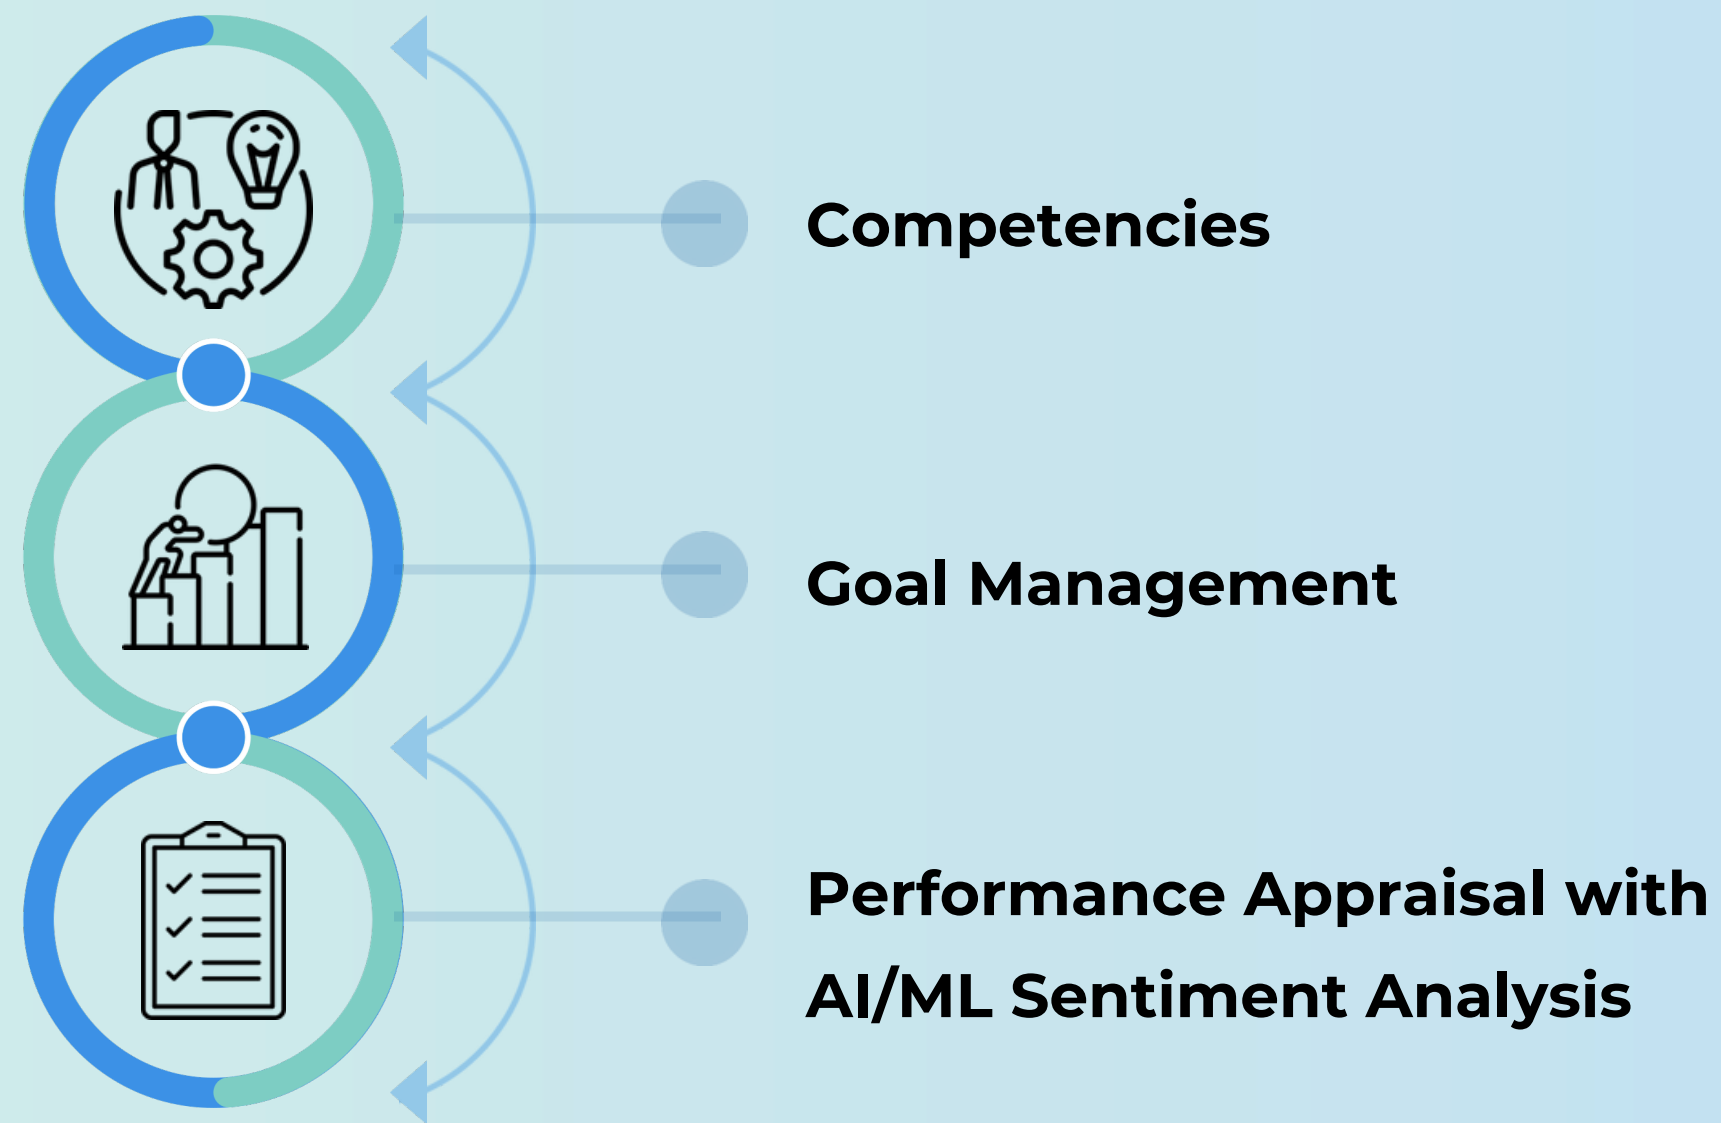 Competencies
Goal Management
Performance Appraisal with
AI/ML Sentiment Analysis